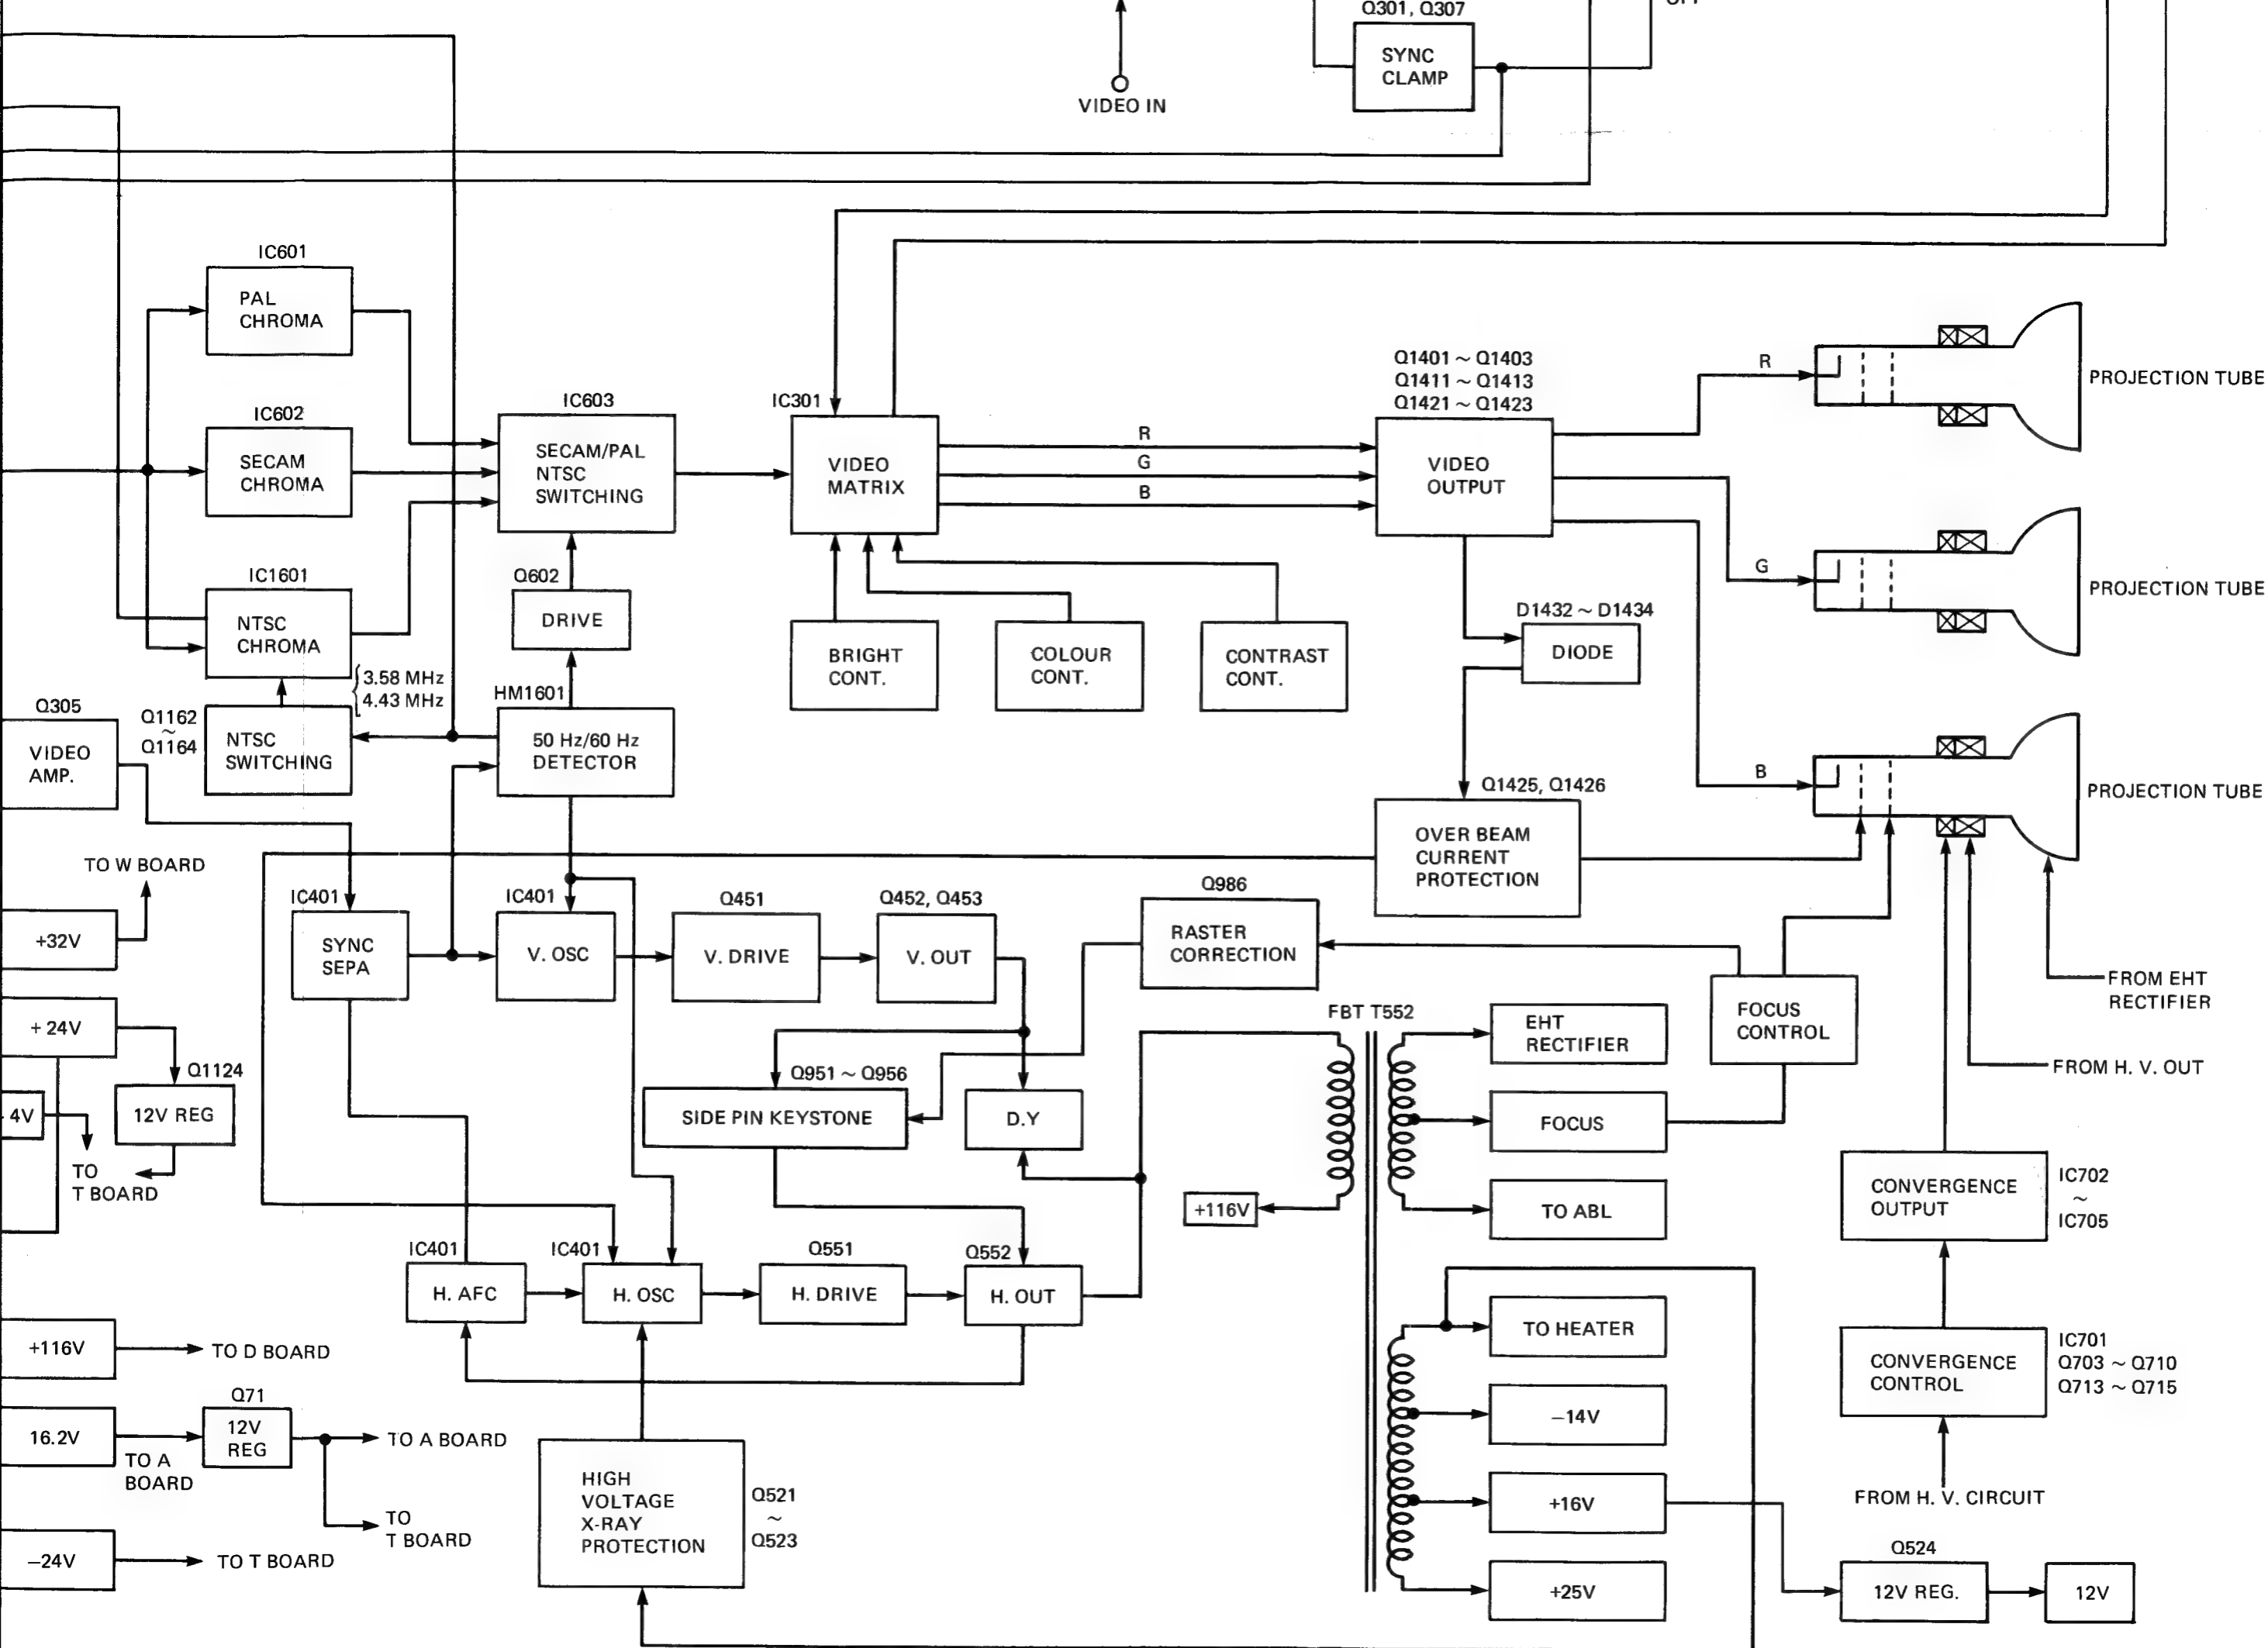 Q301, Q307
SYNC
CLAMP
VIDEO IN
IC601
PAL
CHROMA
IC602
SECAM
CHROMA
IC1601
NTSC
CHROMA
3.58 MHz
4.43 MHz
Q1162
~
Q1164
NTSC
SWITCHING
IC603
SECAM/PAL
NTSC
SWITCHING
Q602
DRIVE
HM1601
50 Hz/60 Hz
DETECTOR
IC301
VIDEO
MATRIX
R
G
B
BRIGHT
CONT.
COLOUR
CONT.
CONTRAST
CONT.
Q1401 ~ Q1403
Q1411 ~ Q1413
Q1421 ~ Q1423
VIDEO
OUTPUT
R
G
B
PROJECTION TUBE
PROJECTION TUBE
PROJECTION TUBE
D1432 ~ D1434
DIODE
Q1425, Q1426
OVER BEAM
CURRENT
PROTECTION
Q305
VIDEO
AMP.
TO W BOARD
+32V
+ 24V
Q1124
12V REG
4V
TO
T BOARD
IC401
SYNC
SEPA
IC401
V. OSC
Q451
V. DRIVE
Q452, Q453
V. OUT
Q986
RASTER
CORRECTION
Q951 ~ Q956
SIDE PIN KEYSTONE
D.Y
FBT T552
+116V
EHT
RECTIFIER
FOCUS
TO ABL
FOCUS
CONTROL
FROM EHT
RECTIFIER
FROM H. V. OUT
CONVERGENCE
OUTPUT
IC702
~
IC705
CONVERGENCE
CONTROL
IC701
Q703 ~ Q710
Q713 ~ Q715
FROM H. V. CIRCUIT
IC401
H. AFC
IC401
H. OSC
Q551
H. DRIVE
Q552
H. OUT
TO HEATER
−14V
+16V
+25V
Q524
12V REG.
12V
+116V
TO D BOARD
16.2V
TO A
BOARD
Q71
12V
REG
TO A BOARD
TO
T BOARD
−24V
TO T BOARD
HIGH
VOLTAGE
X-RAY
PROTECTION
Q521
~
Q523